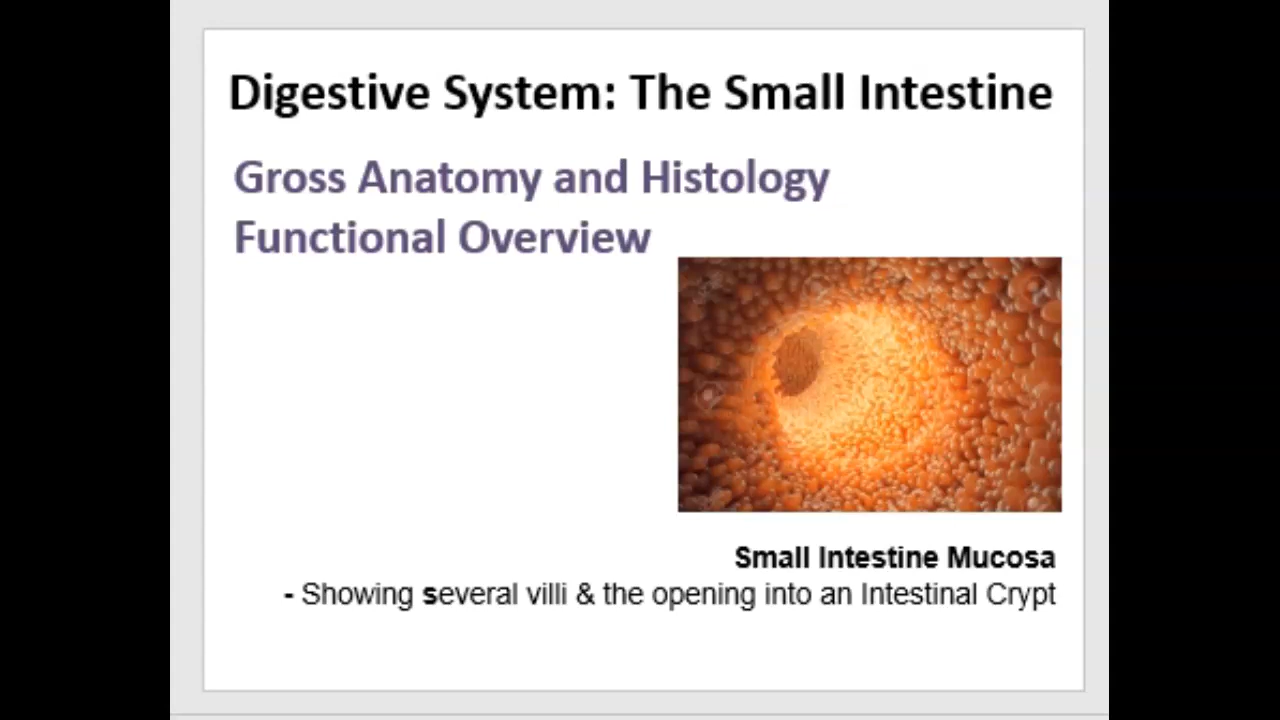 Digestive System: The Small Intestine
Gross Anatomy and Histology
Functional Overview
Small Intestine Mucosa
- Showing several villi & the opening into an Intestinal Crypt